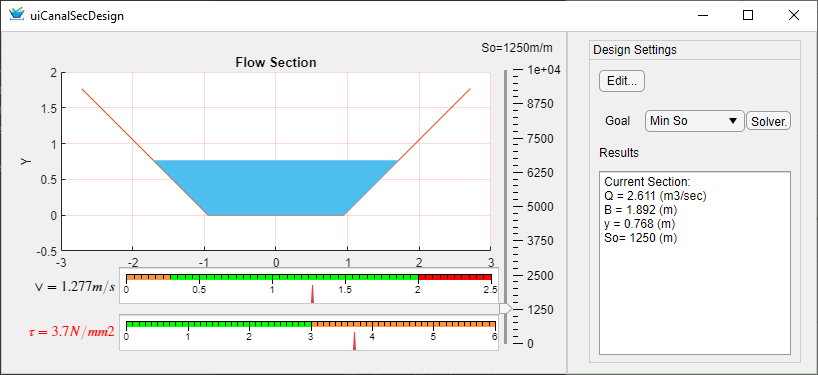 uiCanalSecDesign
So=1250m/m
Flow Section
Y
2
1.5
1
0.5
0
-0.5
-3 -2 -1 0 1 2 3
1e+04
8750
7500
6250
5000
3750
2500
1250
0
V = 1.277m/s
0 0.5 1 1.5 2 2.5
τ = 3.7N/mm2
0 1 2 3 4 5 6
Design Settings
Edit...
Goal Min So Solver.
Results
Current Section:
Q = 2.611 (m3/sec)
B = 1.892 (m)
y = 0.768 (m)
So= 1250 (m)